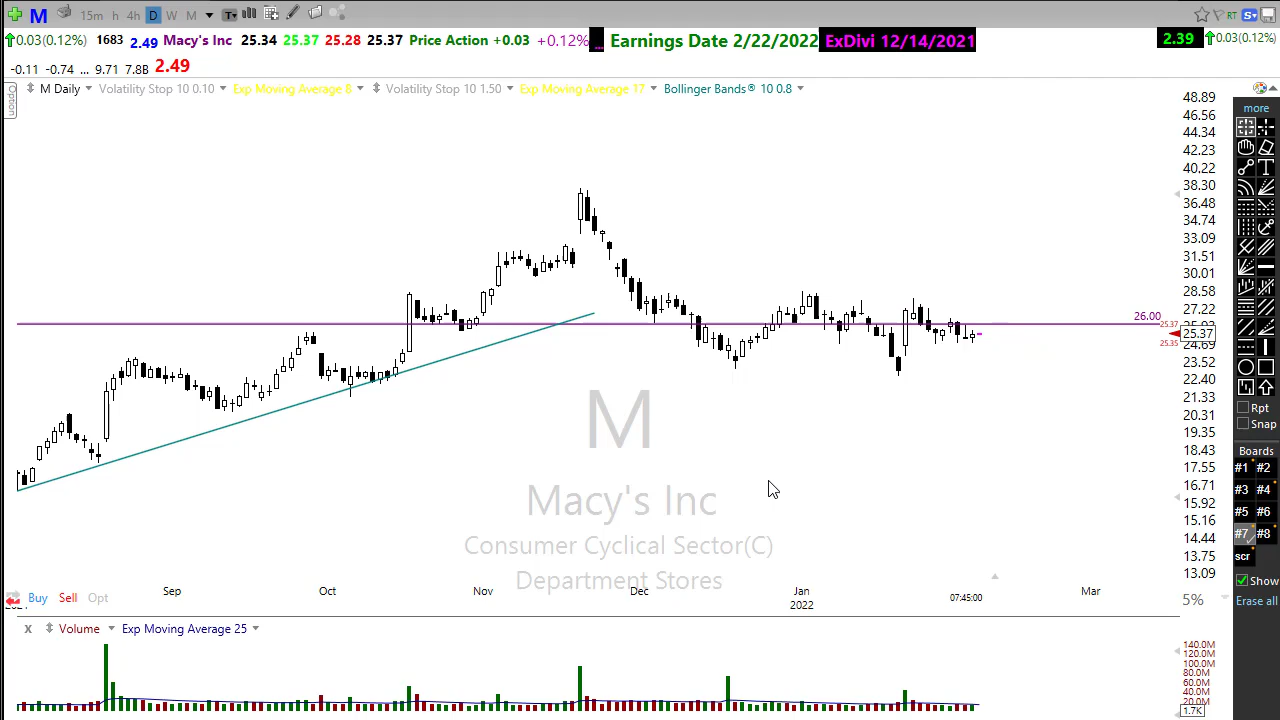 M 15m h 4h D W M T RT S
0.03(0.12%) 1683 2.49 Macy's Inc 25.34 25.37 25.28 25.37 Price Action +0.03 +0.12% ... Earnings Date 2/22/2022 ExDivi 12/14/2021 2.39 0.03(0.12%)
-0.11 -0.74 ... 9.71 7.8B 2.49
Option
M Daily Volatility Stop 10 0.10 Exp Moving Average 8 Volatility Stop 10 1.50 Exp Moving Average 17 Bollinger Bands® 10 0.8
48.89
46.56
44.34
42.23
40.22
38.30
36.48
34.74
33.09
31.51
30.01
28.58
27.22
26.00
25.37
25.37
25.35
24.69
23.52
22.40
21.33
20.31
19.35
18.43
17.55
16.71
15.92
15.16
14.44
13.75
13.09
5%
more
T
Rpt
Snap
Boards
#1 #2
#3 #4
#5 #6
#7 #8
scr
Show
Erase all
M
Macy's Inc
Consumer Cyclical Sector(C)
Department Stores
Sep Oct Nov Dec Jan 07:45:00 Mar
2022
Buy Sell Opt
X Volume Exp Moving Average 25
140.0M
120.0M
100.0M
80.0M
60.0M
40.0M
20.0M
1.7K